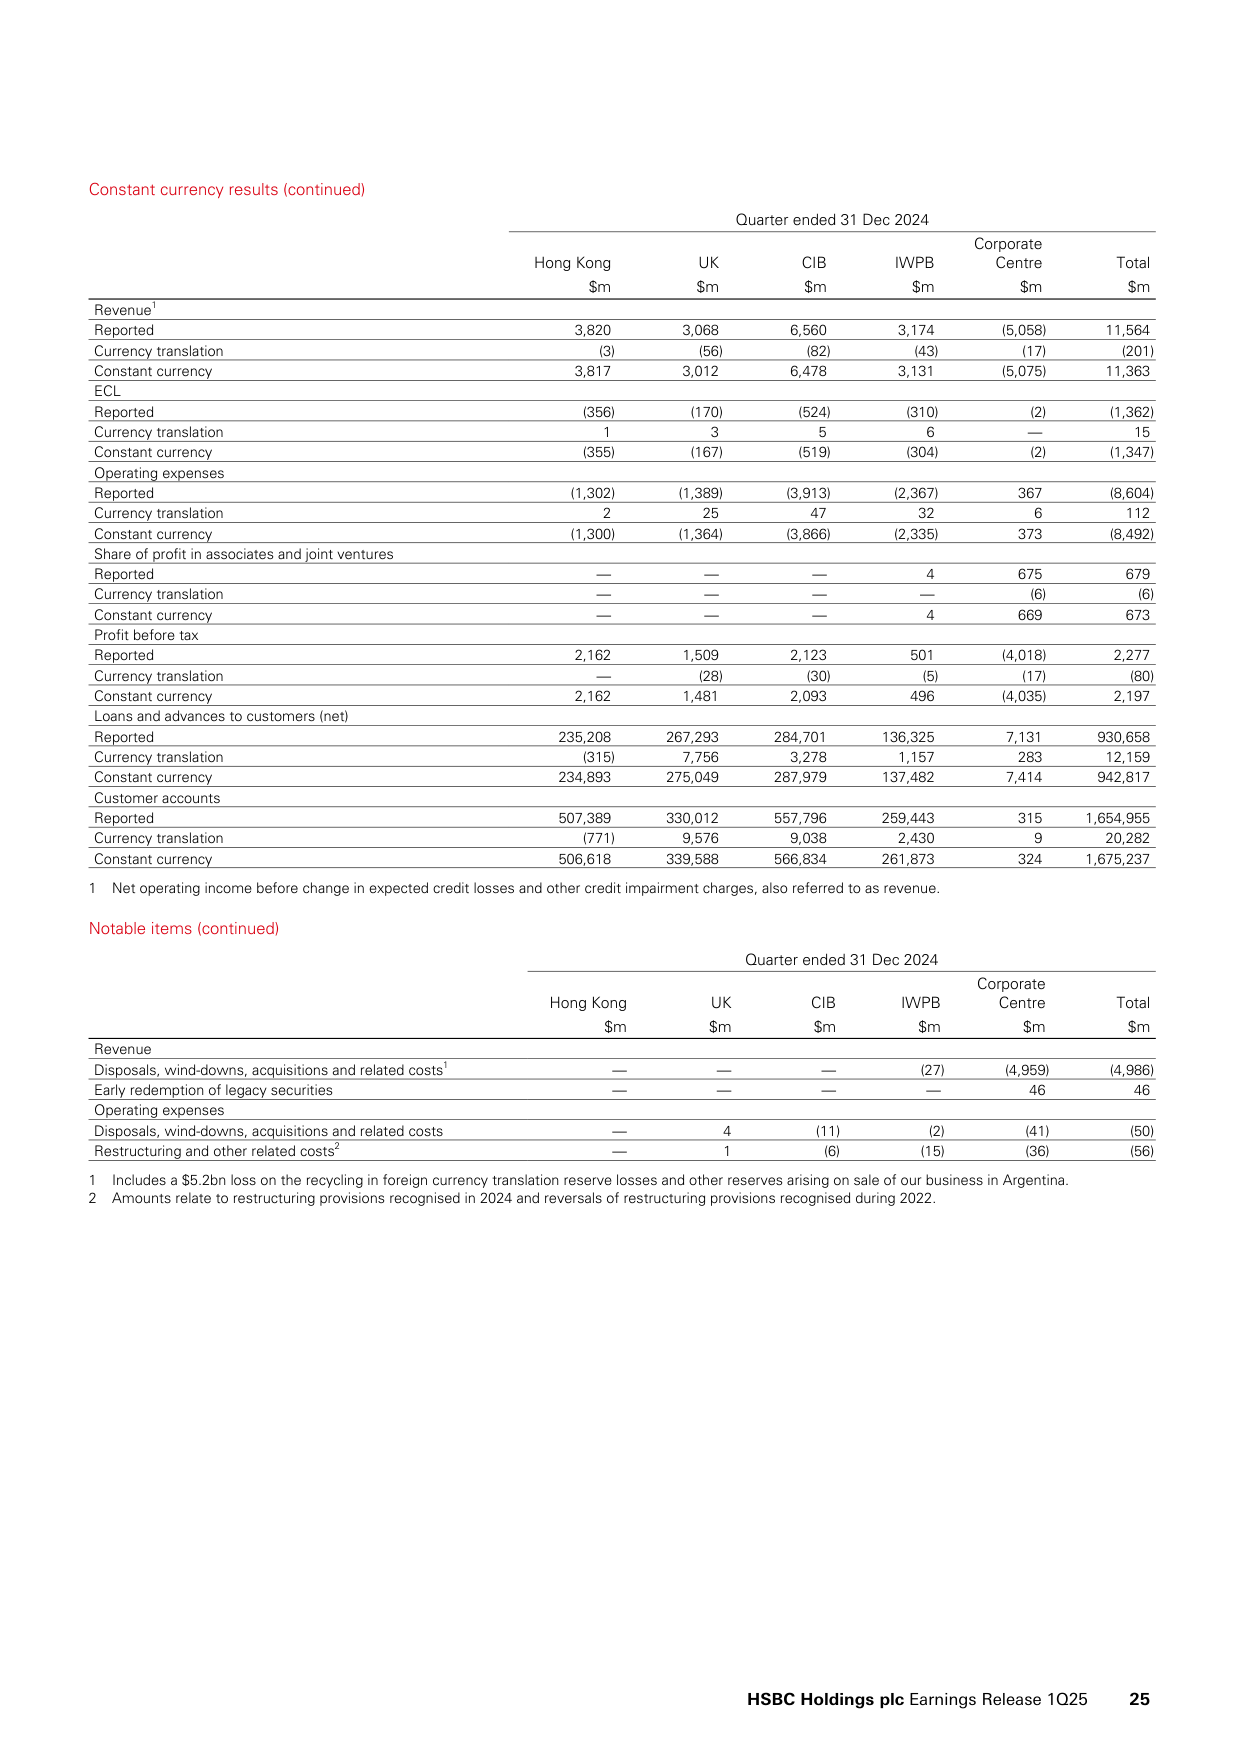 Constant currency results (continued)
Quarter ended 31 Dec 2024
Hong Kong UK CIB IWPB Corporate Centre Total
$m $m $m $m $m $m
Revenue1
Reported 3,820 3,068 6,560 3,174 (5,058) 11,564
Currency translation (3) (56) (82) (43) (17) (201)
Constant currency 3,817 3,012 6,478 3,131 (5,075) 11,363
ECL
Reported (356) (170) (524) (310) (2) (1,362)
Currency translation 1 3 5 6 — 15
Constant currency (355) (167) (519) (304) (2) (1,347)
Operating expenses
Reported (1,302) (1,389) (3,913) (2,367) 367 (8,604)
Currency translation 2 25 47 32 6 112
Constant currency (1,300) (1,364) (3,866) (2,335) 373 (8,492)
Share of profit in associates and joint ventures
Reported — — — 4 675 679
Currency translation — — — — (6) (6)
Constant currency — — — 4 669 673
Profit before tax
Reported 2,162 1,509 2,123 501 (4,018) 2,277
Currency translation — (28) (30) (5) (17) (80)
Constant currency 2,162 1,481 2,093 496 (4,035) 2,197
Loans and advances to customers (net)
Reported 235,208 267,293 284,701 136,325 7,131 930,658
Currency translation (315) 7,756 3,278 1,157 283 12,159
Constant currency 234,893 275,049 287,979 137,482 7,414 942,817
Customer accounts
Reported 507,389 330,012 557,796 259,443 315 1,654,955
Currency translation (771) 9,576 9,038 2,430 9 20,282
Constant currency 506,618 339,588 566,834 261,873 324 1,675,237
1 Net operating income before change in expected credit losses and other credit impairment charges, also referred to as revenue.
Notable items (continued)
Quarter ended 31 Dec 2024
Hong Kong UK CIB IWPB Corporate Centre Total
$m $m $m $m $m $m
Revenue
Disposals, wind-downs, acquisitions and related costs1 — — — (27) (4,959) (4,986)
Early redemption of legacy securities — — — — 46 46
Operating expenses
Disposals, wind-downs, acquisitions and related costs — 4 (11) (2) (41) (50)
Restructuring and other related costs2 — 1 (6) (15) (36) (56)
1 Includes a $5.2bn loss on the recycling in foreign currency translation reserve losses and other reserves arising on sale of our business in Argentina.
2 Amounts relate to restructuring provisions recognised in 2024 and reversals of restructuring provisions recognised during 2022.
HSBC Holdings plc Earnings Release 1Q25 25